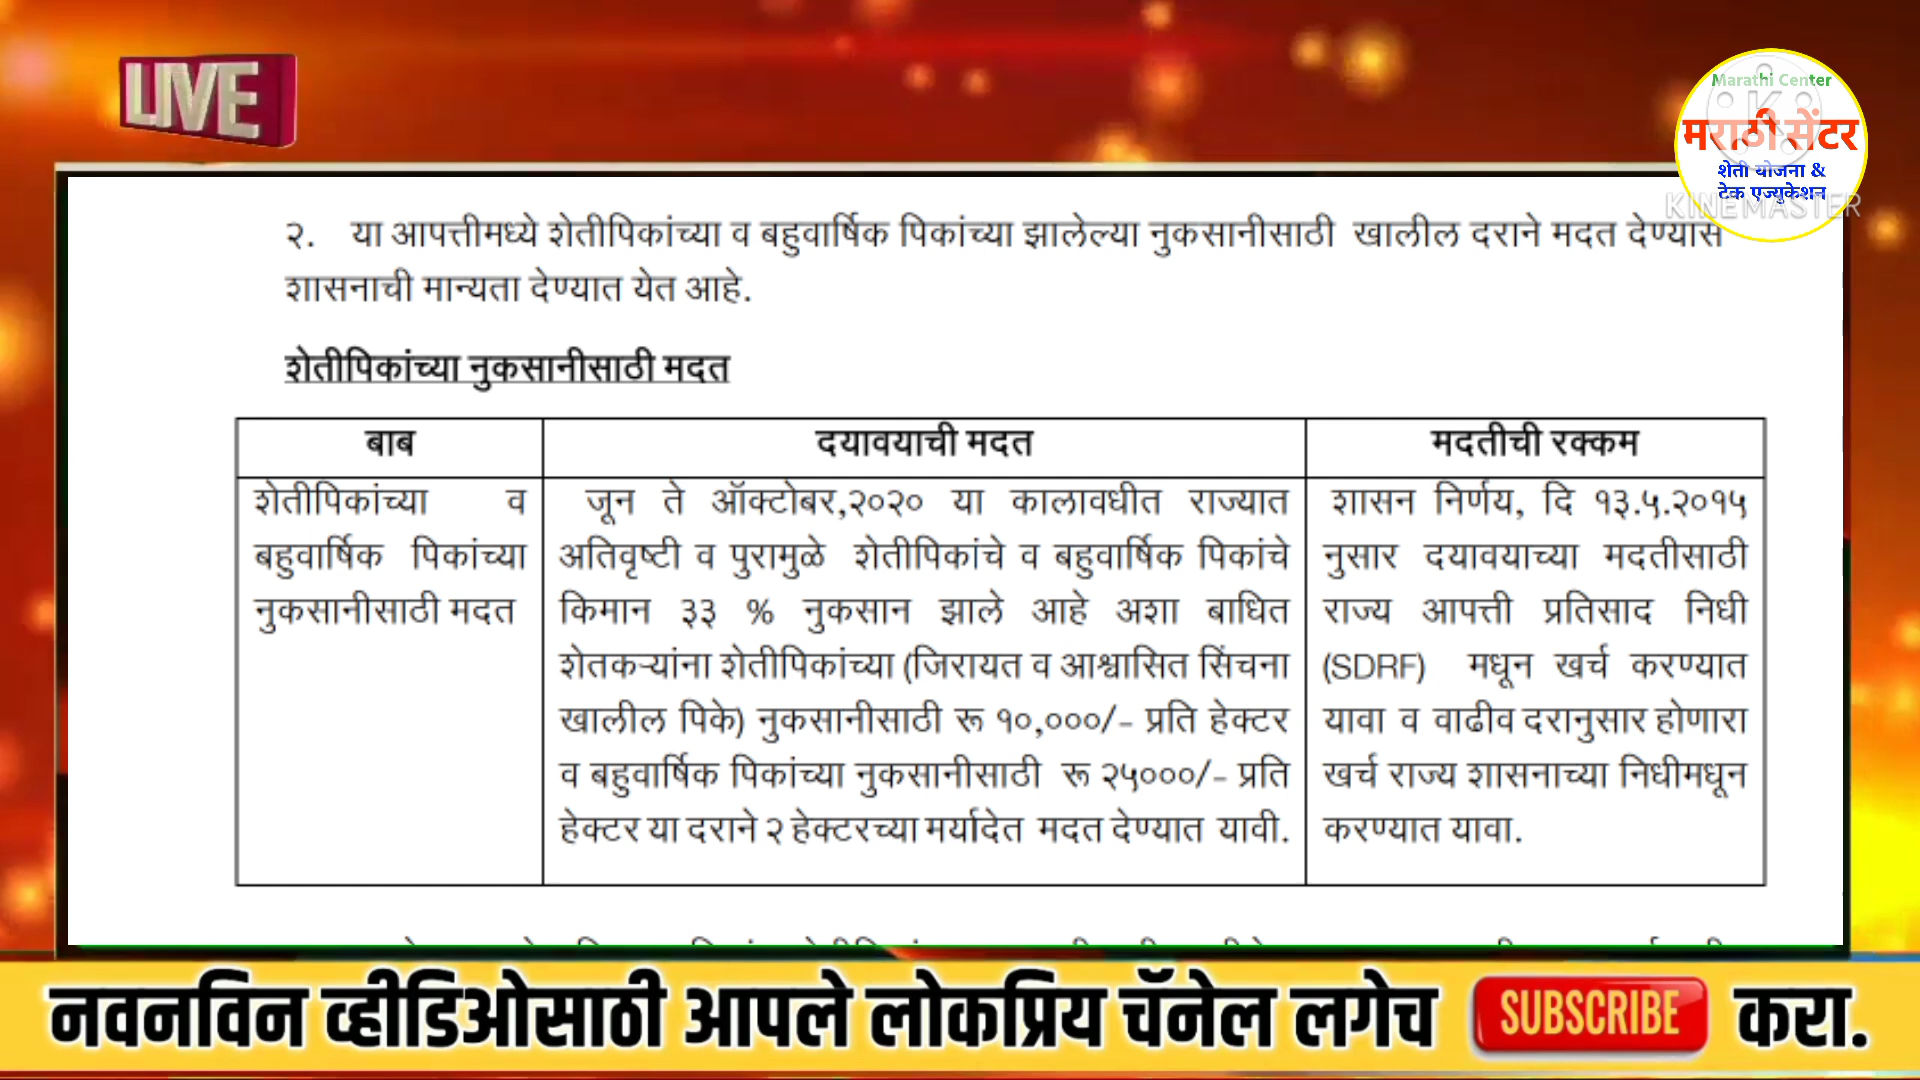 LIVE
Marathi Center
मराठी सेंटर
शेती योजना &
टेक एज्युकेशन
KINEMASTER
२. या आपत्तीमध्ये शेतीपिकांच्या व बहुवार्षिक पिकांच्या झालेल्या नुकसानीसाठी खालील दराने मदत देण्यास
शासनाची मान्यता देण्यात येत आहे.
शेतीपिकांच्या नुकसानीसाठी मदत
बाब
दयावयाची मदत
मदतीची रक्कम
शेतीपिकांच्या व
बहुवार्षिक पिकांच्या
नुकसानीसाठी मदत
जून ते ऑक्टोबर,२०२० या कालावधीत राज्यात
अतिवृष्टी व पुरामुळे शेतीपिकांचे व बहुवार्षिक पिकांचे
किमान ३३ % नुकसान झाले आहे अशा बाधित
शेतकऱ्यांना शेतीपिकांच्या (जिरायत व आश्वासित सिंचना
खालील पिके) नुकसानीसाठी रू १०,०००/- प्रति हेक्टर
व बहुवार्षिक पिकांच्या नुकसानीसाठी रू २५०००/- प्रति
हेक्टर या दराने २ हेक्टरच्या मर्यादेत मदत देण्यात यावी.
शासन निर्णय, दि १३.५.२०१५
नुसार दयावयाच्या मदतीसाठी
राज्य आपत्ती प्रतिसाद निधी
(SDRF) मधून खर्च करण्यात
यावा व वाढीव दरानुसार होणारा
खर्च राज्य शासनाच्या निधीमधून
करण्यात यावा.
नवनविन व्हीडिओसाठी आपले लोकप्रिय चॅनेल लगेच SUBSCRIBE करा.